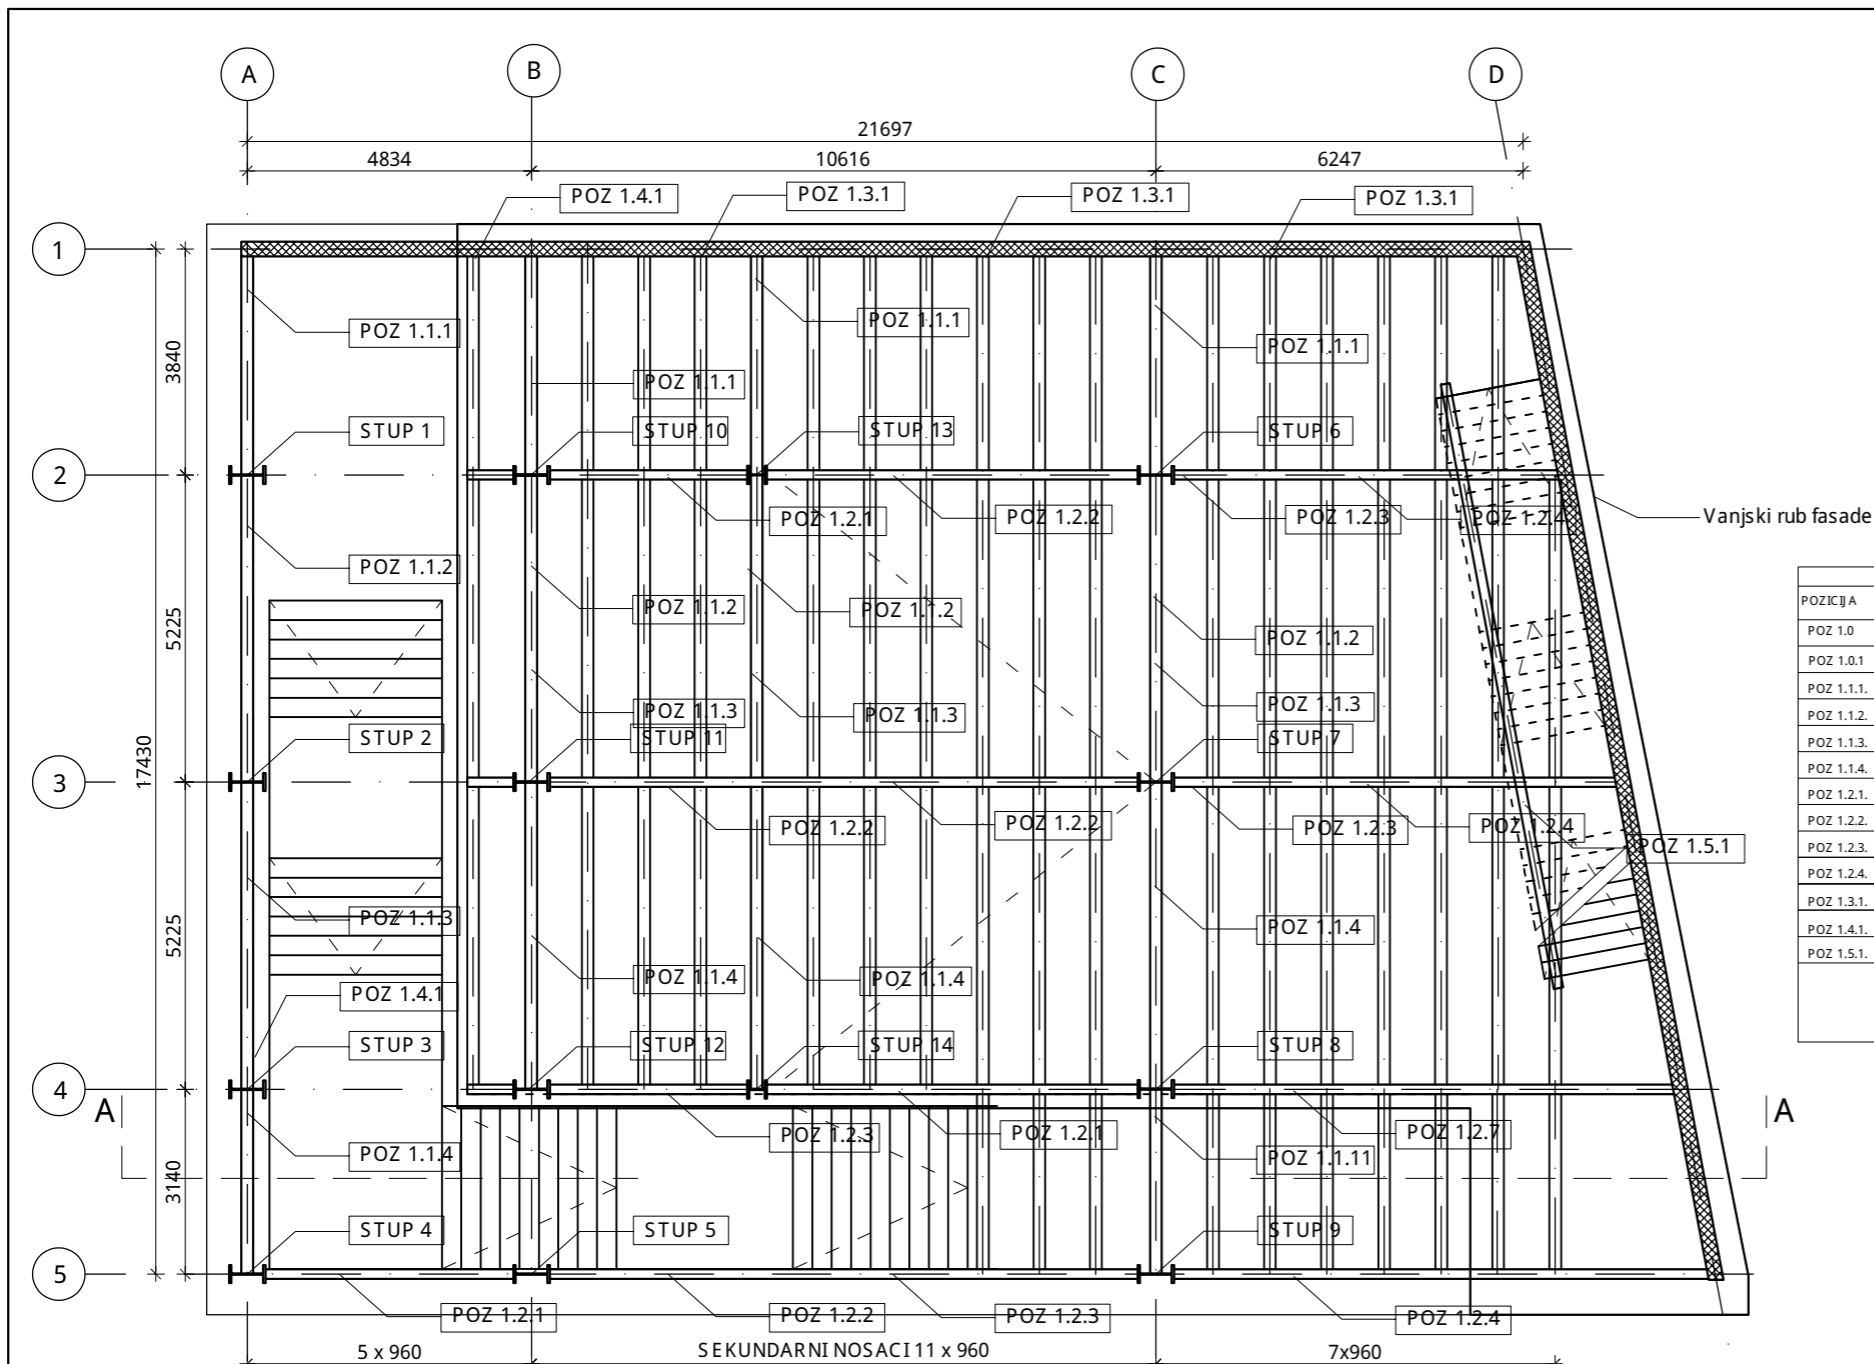 A
B
C
D
21697
4834
10616
6247
POZ 1.4.1
POZ 1.3.1
POZ 1.3.1
POZ 1.3.1
1
POZ 1.1.1
POZ 1.1.1
POZ 1.1.1
POZ 1.1.1
3840
STUP 1
STUP 10
STUP 13
STUP 6
2
POZ 1.2.1
POZ 1.2.2
POZ 1.2.3
POZ 1.2.4
Vanjski rub fasade
POZ 1.1.2
POZ 1.1.2
POZ 1.1.2
POZ 1.1.2
5225
17430
POZ 1.1.3
POZ 1.1.3
POZ 1.1.3
STUP 2
STUP 11
STUP 7
3
POZ 1.2.2
POZ 1.2.2
POZ 1.2.3
POZ 1.2.4
POZ 1.5.1
POZ 1.1.3
POZ 1.1.4
5225
POZ 1.1.4
POZ 1.1.4
POZ 1.4.1
STUP 3
STUP 12
STUP 14
STUP 8
4
A
A
POZ 1.2.3
POZ 1.2.1
POZ 1.2.7
POZ 1.1.4
POZ 1.1.11
3140
STUP 4
STUP 5
STUP 9
5
POZ 1.2.1
POZ 1.2.2
POZ 1.2.3
POZ 1.2.4
5 x 960
SEKUNDARNI NOSACI 11 x 960
7x960
POZICIJA
POZ 1.0
POZ 1.0.1
POZ 1.1.1.
POZ 1.1.2.
POZ 1.1.3.
POZ 1.1.4.
POZ 1.2.1.
POZ 1.2.2.
POZ 1.2.3.
POZ 1.2.4.
POZ 1.3.1.
POZ 1.4.1.
POZ 1.5.1.